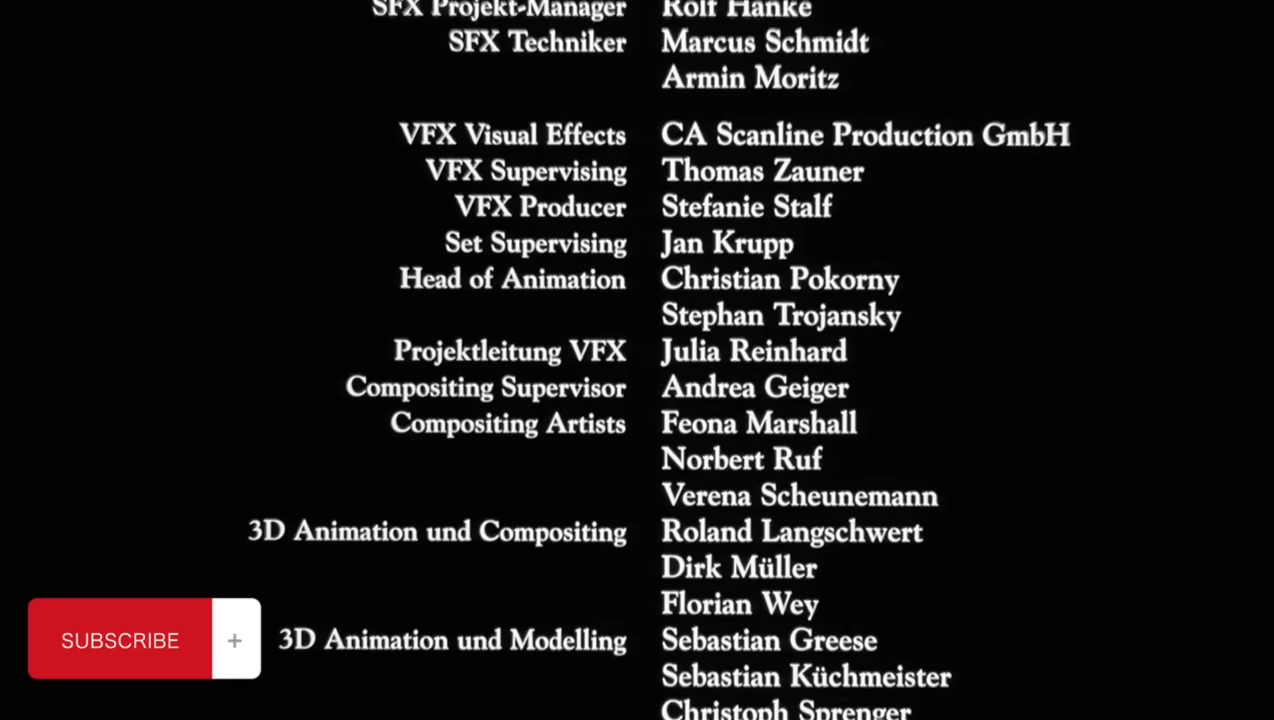 SFX Projekt-Manager Rolf Hanke
SFX Techniker Marcus Schmidt
Armin Moritz
VFX Visual Effects CA Scanline Production GmbH
VFX Supervising Thomas Zauner
VFX Producer Stefanie Stalf
Set Supervising Jan Krupp
Head of Animation Christian Pokorny
Stephan Trojansky
Projektleitung VFX Julia Reinhard
Compositing Supervisor Andrea Geiger
Compositing Artists Feona Marshall
Norbert Ruf
Verena Scheunemann
3D Animation und Compositing Roland Langschwert
Dirk Müller
Florian Wey
SUBSCRIBE +
3D Animation und Modelling Sebastian Greese
Sebastian Küchmeister
Christoph Sprenger